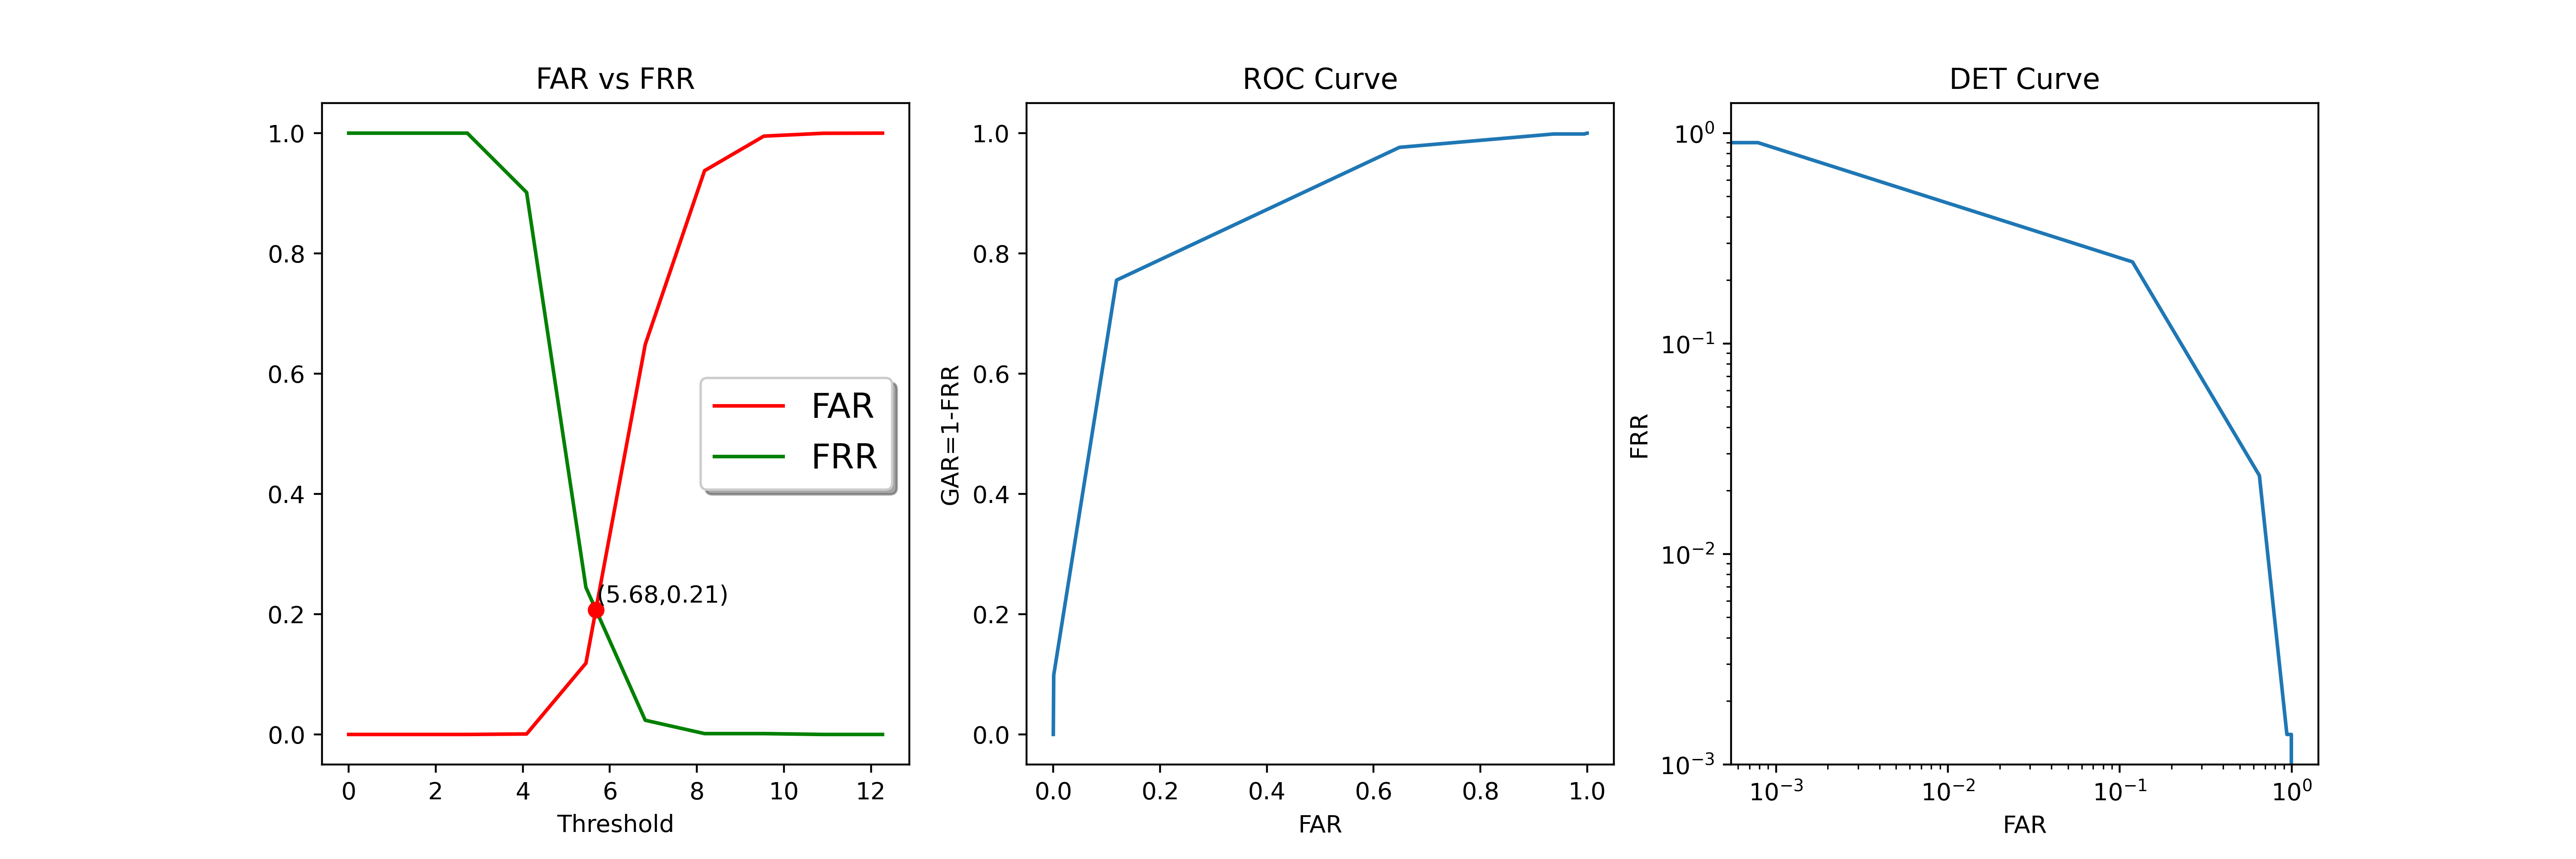 FAR vs FRR
1.0
0.8
0.6
0.4
0.2
0.0
0 2 4 6 8 10 12
Threshold
(5.68,0.21)
FAR
FRR
ROC Curve
GAR=1-FRR
1.0
0.8
0.6
0.4
0.2
0.0
0.0 0.2 0.4 0.6 0.8 1.0
FAR
DET Curve
FRR
10⁰
10⁻¹
10⁻²
10⁻³
10⁻³ 10⁻² 10⁻¹ 10⁰
FAR